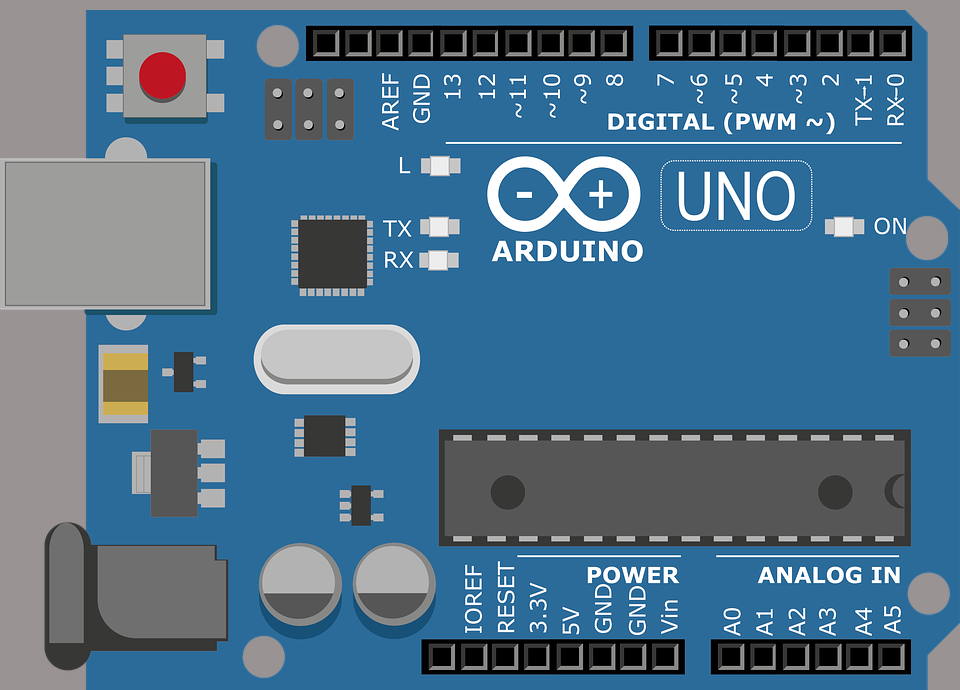 AREF
GND
13
12
~11
~10
~9
8
7
~6
~5
4
~3
2
TX→1
RX←0
DIGITAL (PWM ~)
L
TX
RX
- +
ARDUINO
UNO
ON
POWER
ANALOG IN
IOREF
RESET
3.3V
5V
GND
GND
Vin
A0
A1
A2
A3
A4
A5